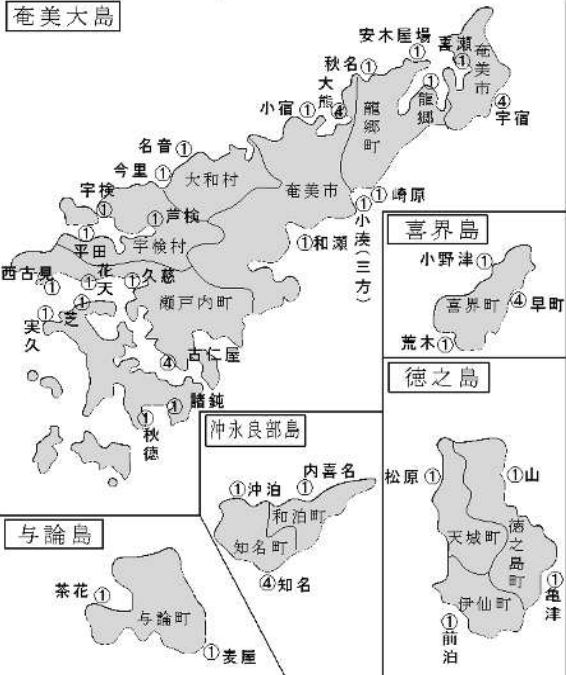 奄美大島
安木屋場
①
喜瀬
①
奄美市
秋名①
大熊
④
龍郷町
①
龍郷
④
宇宿
小宿①
名音①
今里①
大和村
奄美市
①崎原
宇検
①
①芦検
①
小湊(三方)
①
平田
宇検村
①和瀬
西古見
①
花天
①
①久慈
瀬戸内町
実久
①
芝
①
④
古仁屋
諸鈍
①
①
秋徳
喜界島
小野津①
喜界町
④
早町
荒木①
徳之島
松原①
①山
天城町
徳之島町
伊仙町
①
亀津
①
前泊
沖永良部島
①沖泊
内喜名
①
和泊町
知名町
④知名
与論島
茶花①
与論町
①麦屋